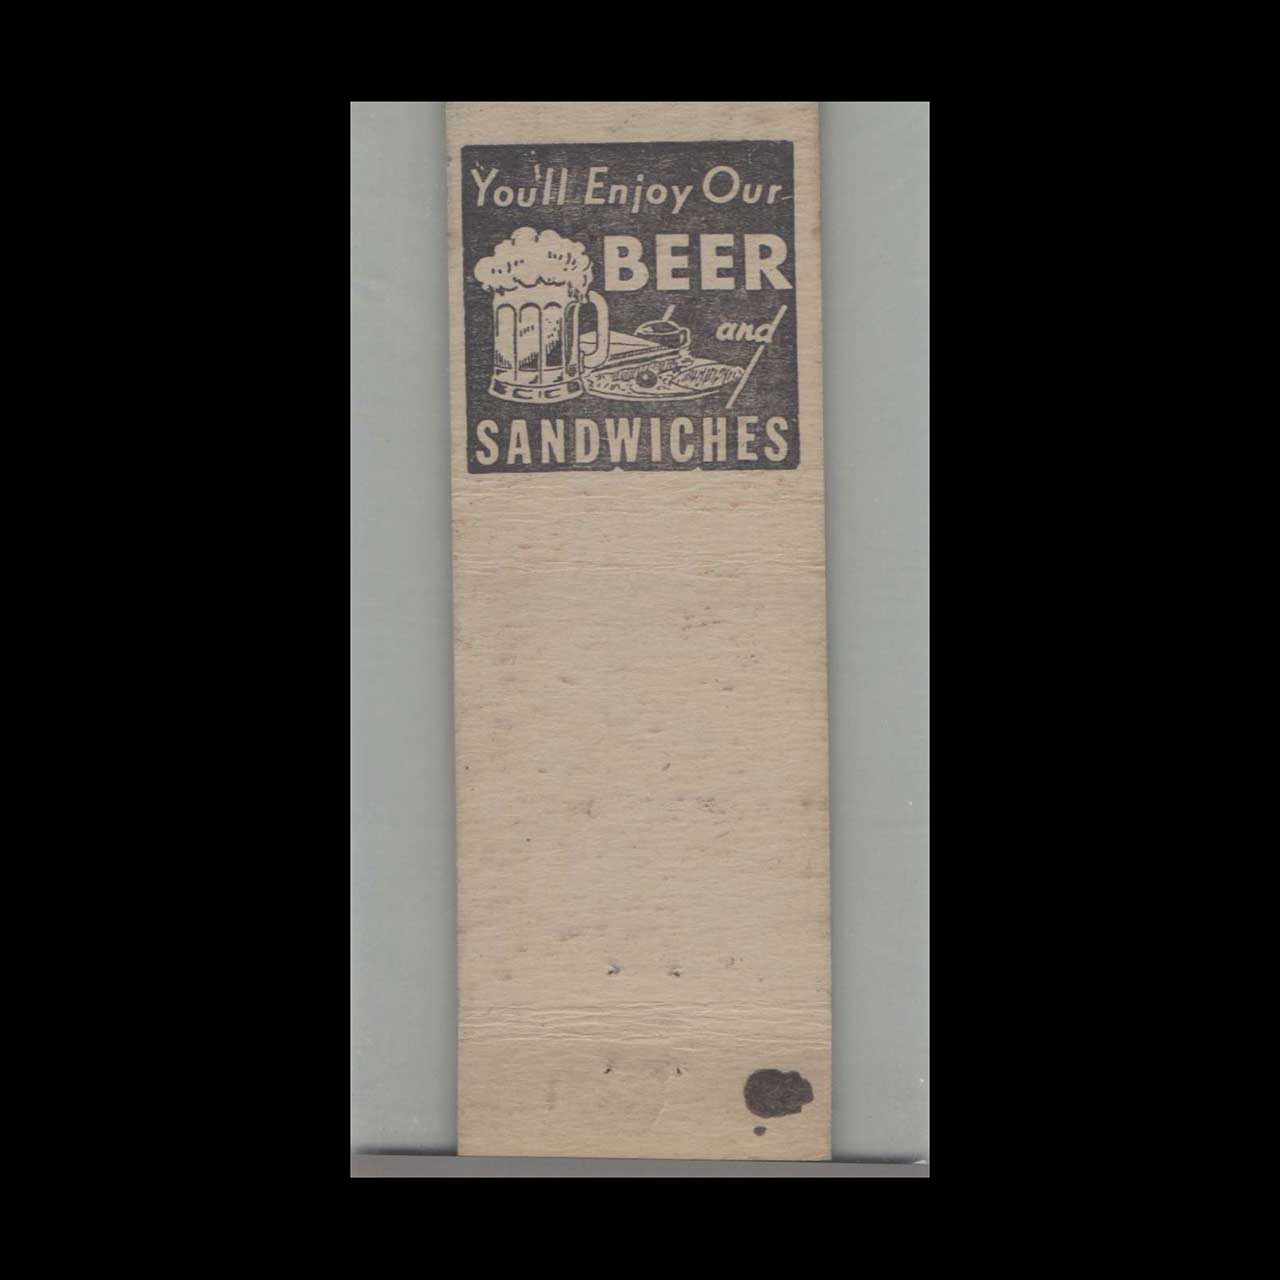 You'll Enjoy Our
BEER
and
SANDWICHES